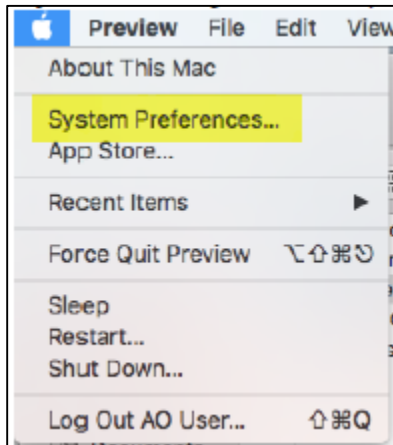 Preview File Edit View
About This Mac
System Preferences...
App Store...
Recent Items ▶
Force Quit Preview ⌥⇧⌘⎋
Sleep
Restart...
Shut Down...
Log Out AO User... ⇧⌘Q